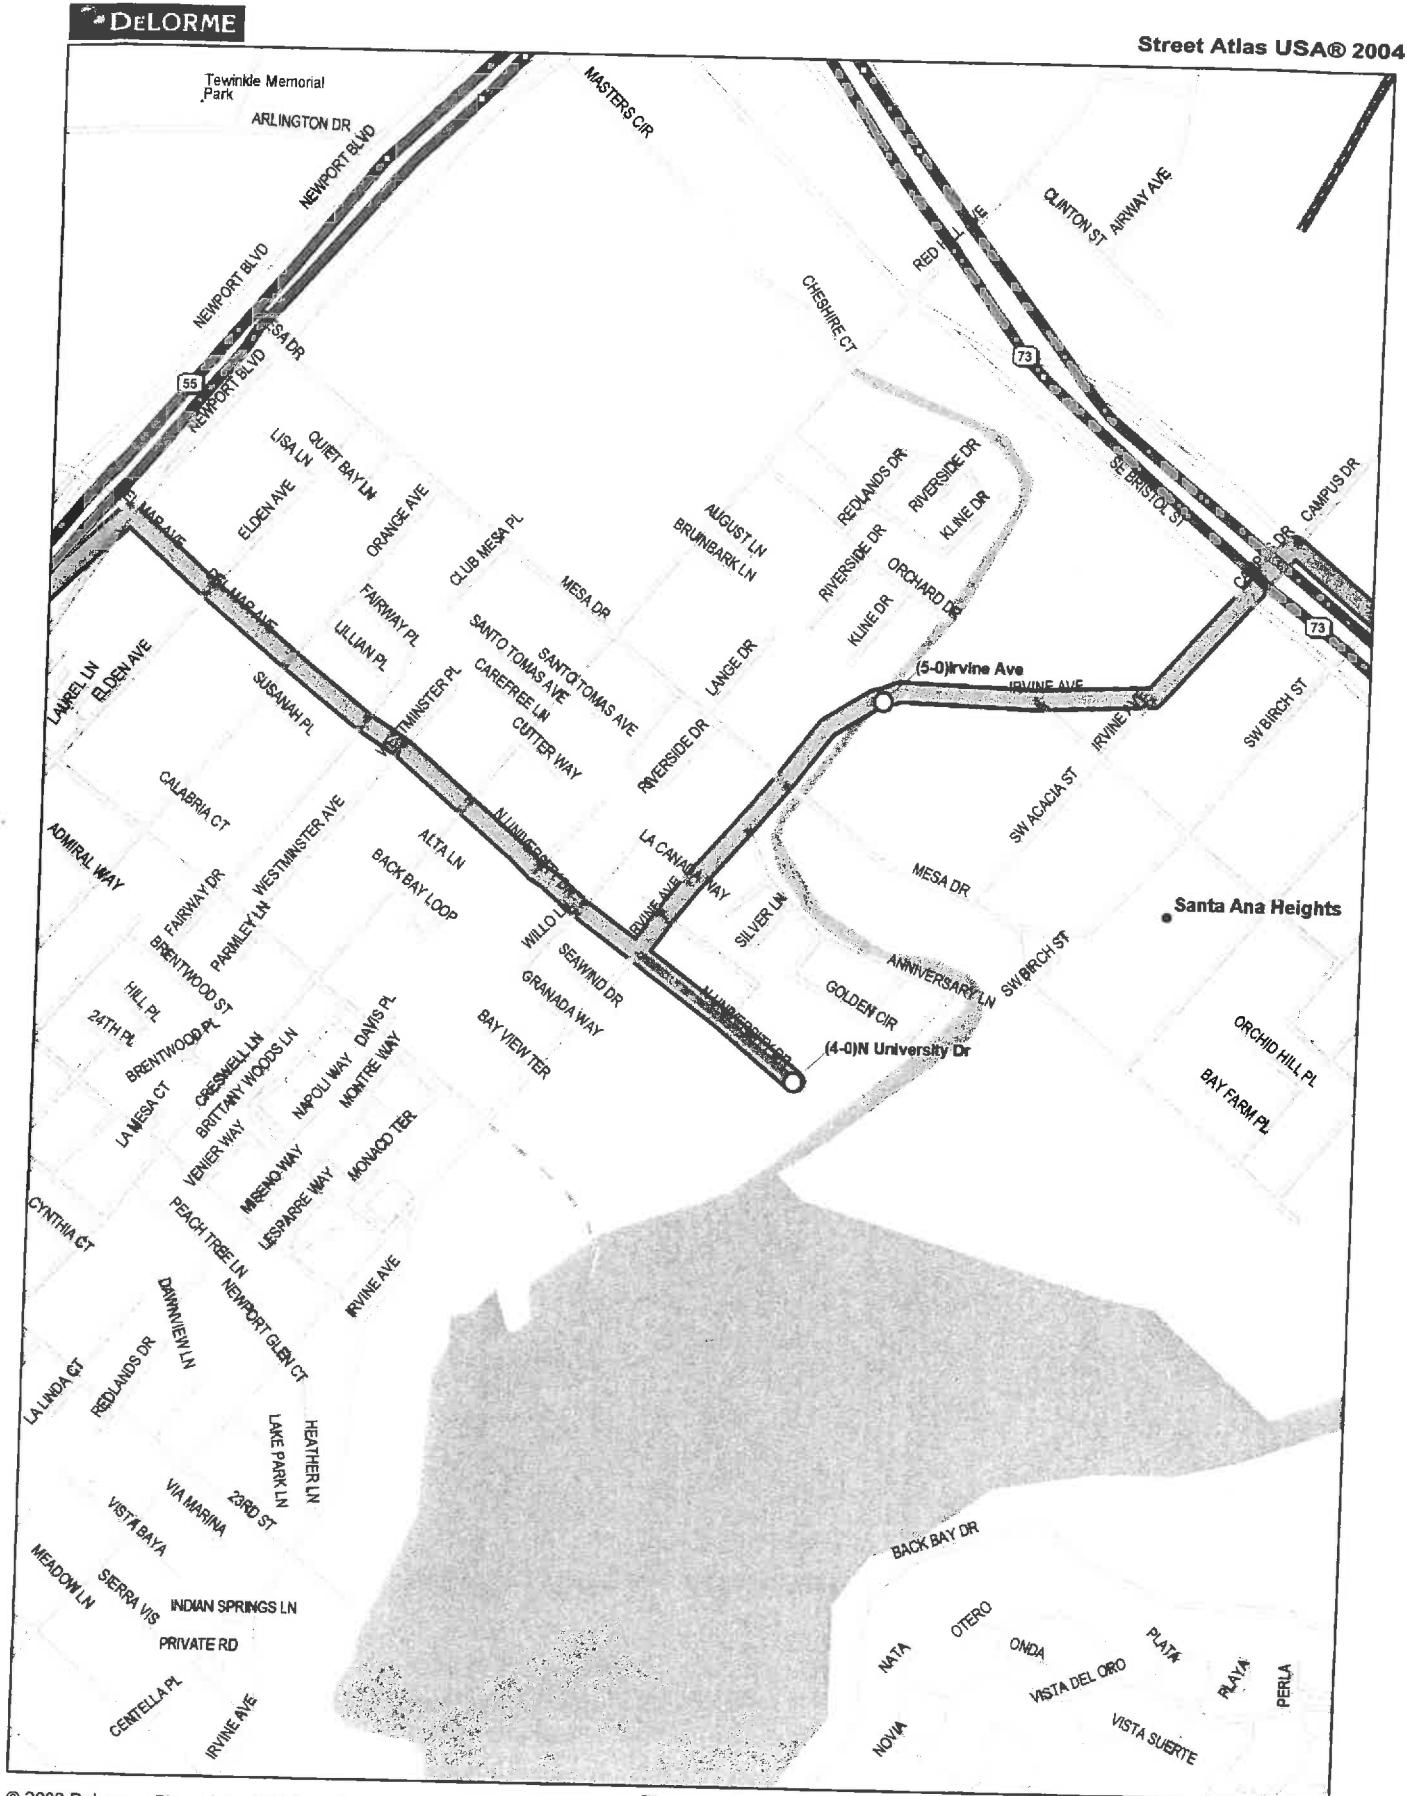 DELORME
Street Atlas USA® 2004
Tewinkle Memorial
Park
ARLINGTON DR
MASTERS CIR
NEWPORT BLVD
CLINTON ST
AIRWAY AVE
NEWPORT BLVD
CHESHIRE CT
73
55
NEWPORT BLVD
LISA LN
QUIET BAY LN
ELDEN AVE
ORANGE AVE
CLUB MESA PL
AUGUST LN
BRUINBARK LN
REDLANDS DR
RIVERSIDE DR
KLINE DR
SE BRISTOL ST
CAMPUS DR
DR
MAR AVE
DEL MAR AVE
FAIRWAY PL
LILLIAN PL
MESA DR
RIVERSIDE DR
ORCHARD DR
KLINE DR
73
LAUREL LN
ELDEN AVE
SUSANAH PL
TMINSTER PL
SANTO TOMAS AVE
SANTO TOMAS AVE
CAREFREE LN
CUTTER WAY
LANGE DR
RIVERSIDE DR
(5-0)Irvine Ave
IRVINE AVE
IRVINE AVE
SW BIRCH ST
CALABRIA CT
ADMIRAL WAY
WESTMINSTER AVE
ALTA LN
N UNIVERSITY DR
LA CANADA WAY
SW ACACIA ST
MESA DR
BACK BAY LOOP
FAIRWAY DR
PARMLEY LN
IRVINE AVE
SILVER LN
Santa Ana Heights
BRENTWOOD ST
SEAWIND DR
GRANADA WAY
ANNIVERSARY LN
SW BIRCH ST
HILL PL
24TH PL
BRENTWOOD PL
CRESWELL LN
BRITTANY WOODS LN
DAVIS PL
NAPOLI WAY
MONTRE WAY
BAY VIEW TER
N UNIVERSITY DR
GOLDEN CIR
(4-0)N University Dr
ORCHID HILL PL
BAY FARM PL
LA MESA CT
VENIER WAY
MISENO WAY
MONACO TER
LESPARRE WAY
CYNTHIA CT
PEACH TREE LN
IRVINE AVE
DAWNVIEW LN
NEWPORT GLEN CT
LA LINDA CT
REDLANDS DR
LAKE PARK LN
HEATHER LN
VIA MARINA
23RD ST
VISTA BAYA
BACK BAY DR
MEADOW LN
SIERRA VIS
INDIAN SPRINGS LN
PRIVATE RD
CENTELLA PL
IRVINE AVE
OTERO
NATA
ONDA
PLATA
VISTA DEL ORO
PLAYA
PERLA
NOVIA
VISTA SUERTE